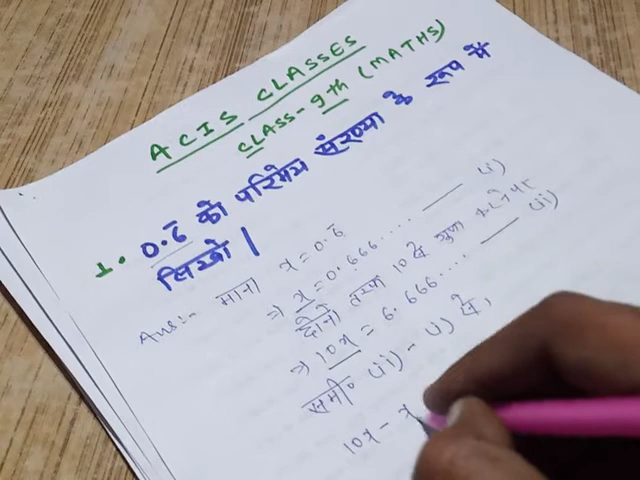 ACIS CLASSES
CLASS-9th (MATHS)
1. 0.6̅ को परिमेय संख्या के रूप में
लिखो |
Ans:- माना x = 0.6̅
⇒ x = 0.666.... —— (i)
दोनों तरफ 10 से गुणा करने पर
⇒ 10x = 6.666.... —— (ii)
समी० (ii) - (i) से,
10x - x